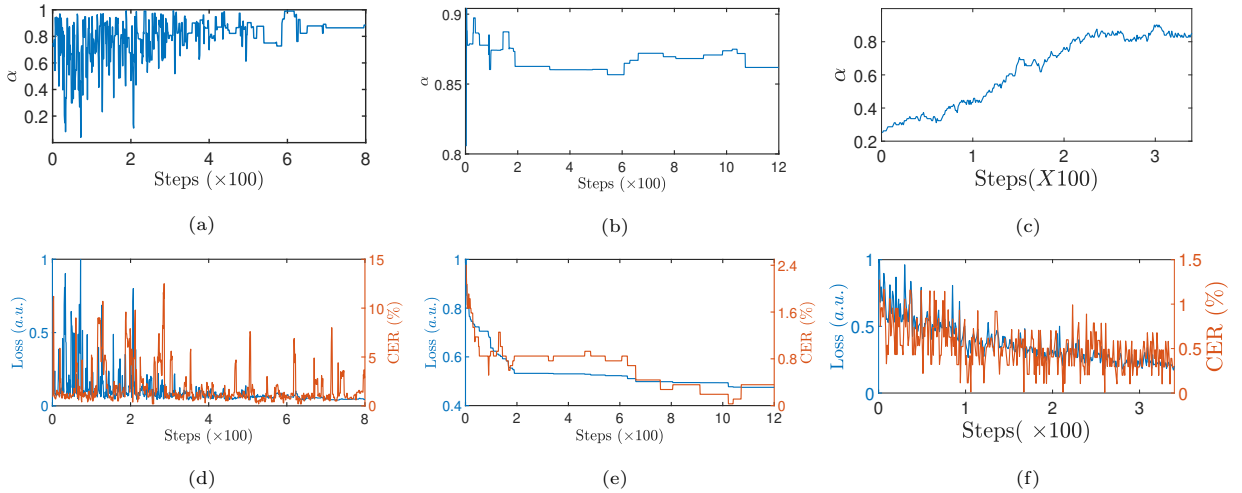 1
0.8
0.6
0.4
0.2
α
0 2 4 6 8
Steps (×100)
(a)
0.9
0.85
0.8
α
0 2 4 6 8 10 12
Steps (×100)
(b)
0.8
0.6
0.4
0.2
α
0 1 2 3
Steps(X100)
(c)
1
0.5
0
Loss (a.u.)
15
10
5
0
CER (%)
0 2 4 6 8
Steps (×100)
(d)
1
0.8
0.6
0.4
Loss (a.u.)
2.4
1.6
0.8
0
CER (%)
0 2 4 6 8 10 12
Steps (×100)
(e)
1
0.5
0
Loss (a.u.)
1.5
1
0.5
0
CER (%)
0 1 2 3
Steps( ×100)
(f)